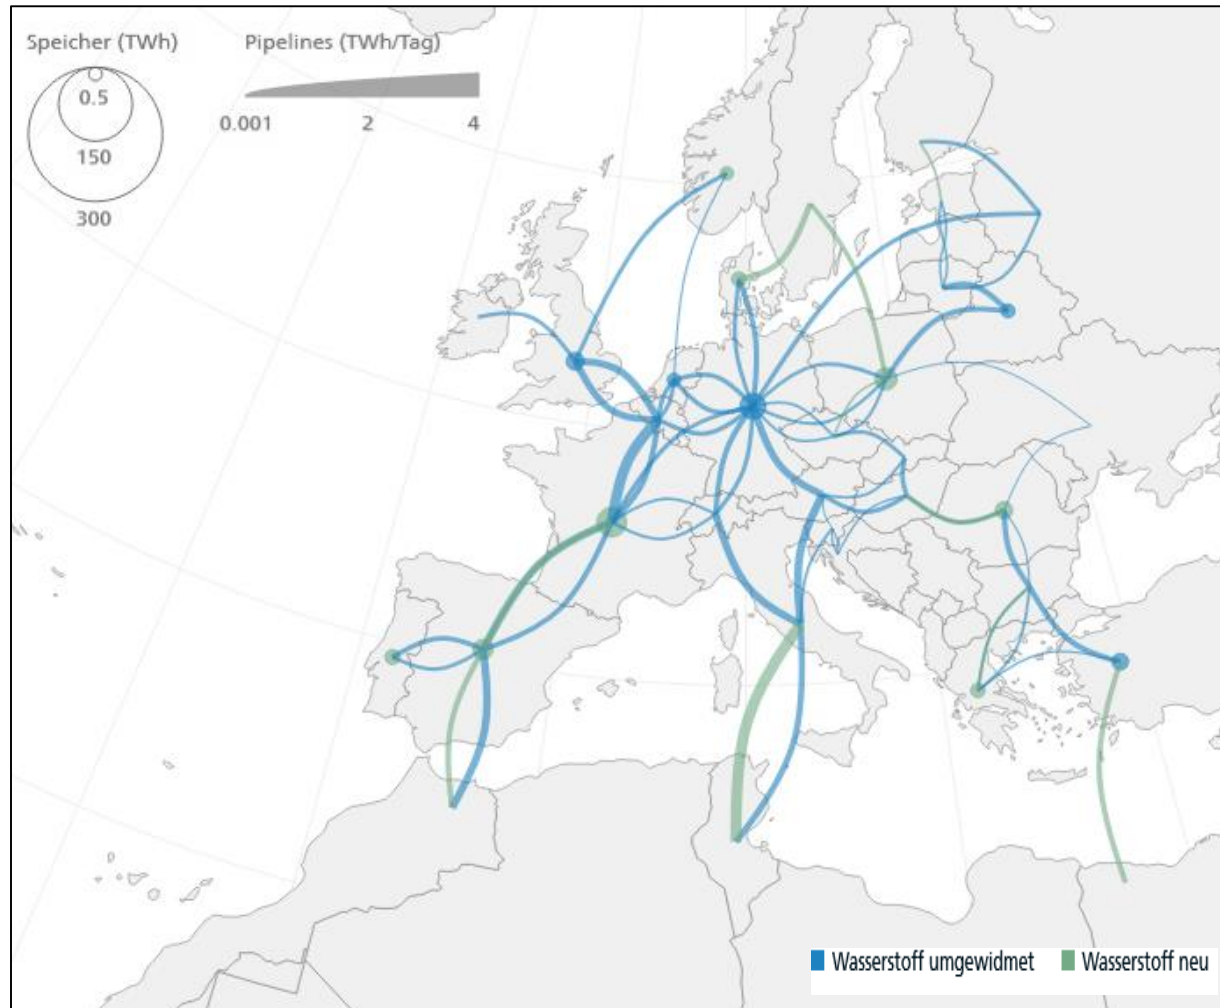 Speicher (TWh)
Pipelines (TWh/Tag)
0.5
150
300
0.001
2
4
Wasserstoff umgewidmet
Wasserstoff neu